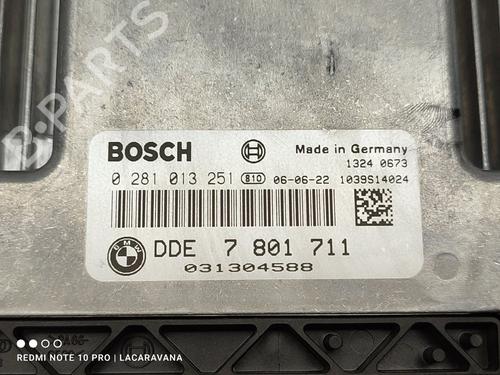 B-PARTS
BOSCH
Made in Germany
1324 0673
0 281 013 251 810 06-06-22 1039S14024
BMW
DDE 7 801 711
031304588
REDMI NOTE 10 PRO | LACARAVANA